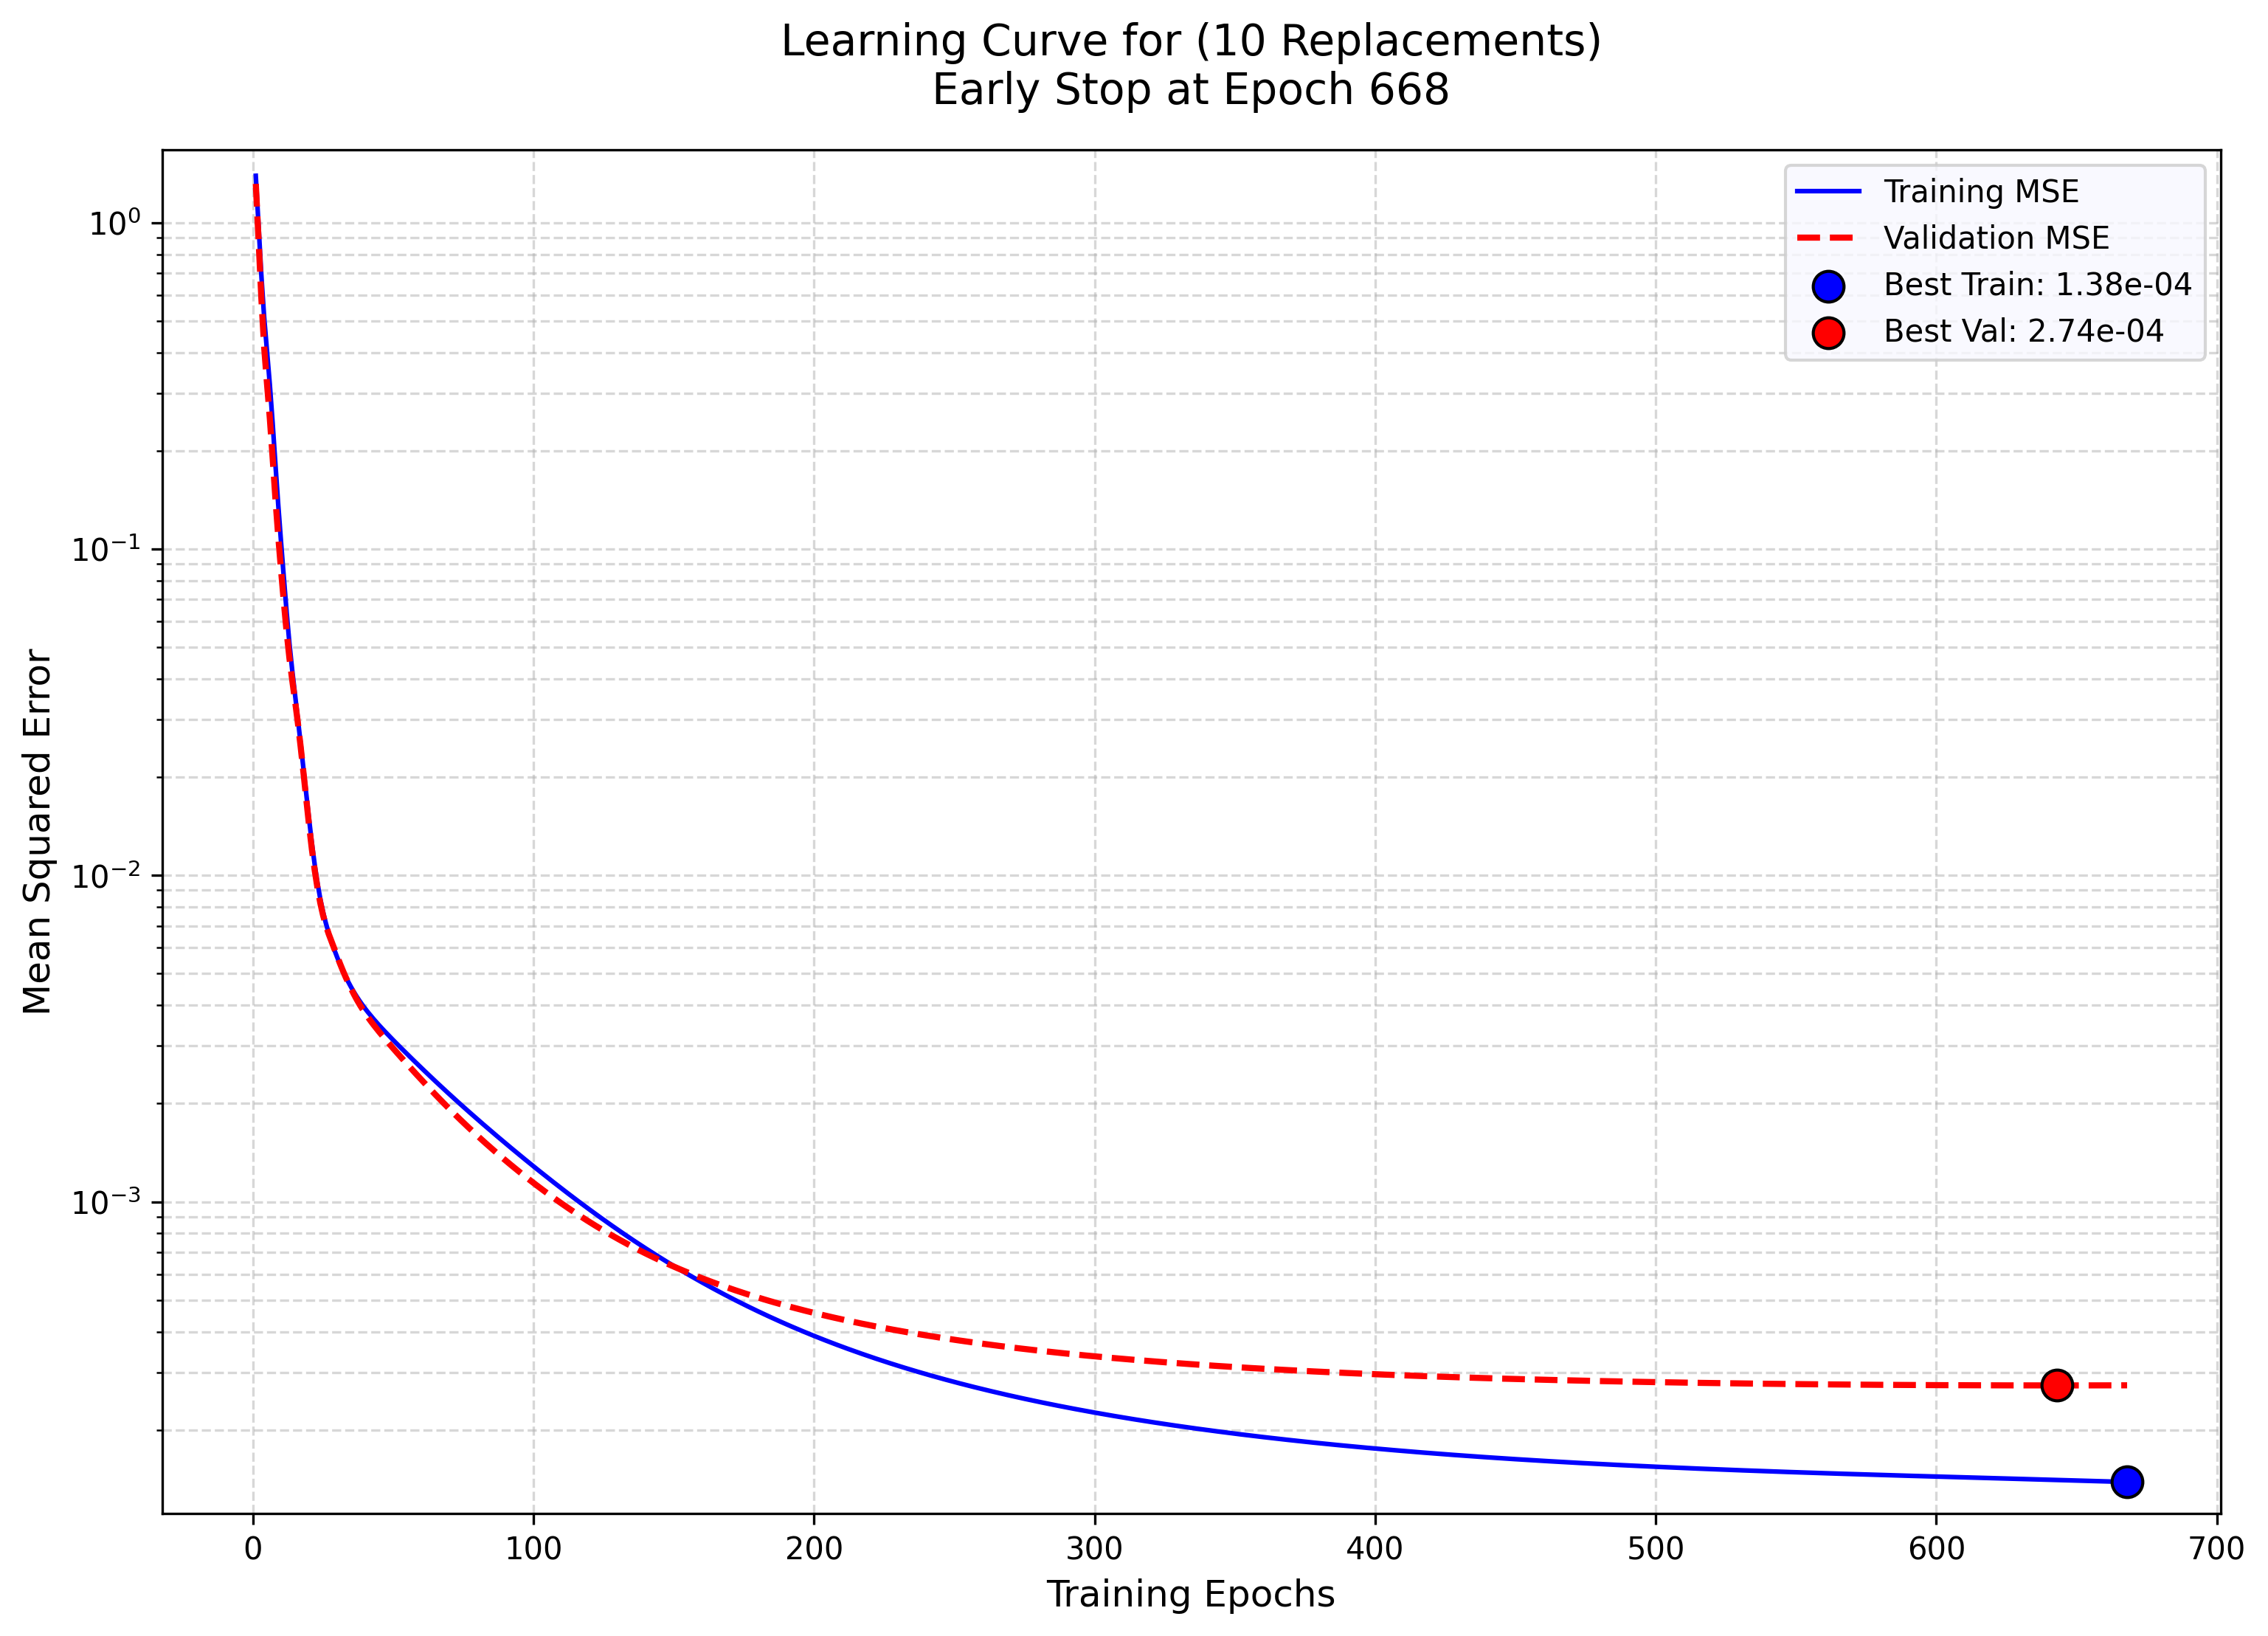 Learning Curve for (10 Replacements)
Early Stop at Epoch 668
Training MSE
Validation MSE
Best Train: 1.38e-04
Best Val: 2.74e-04
Mean Squared Error
10⁰
10⁻¹
10⁻²
10⁻³
0 100 200 300 400 500 600 700
Training Epochs